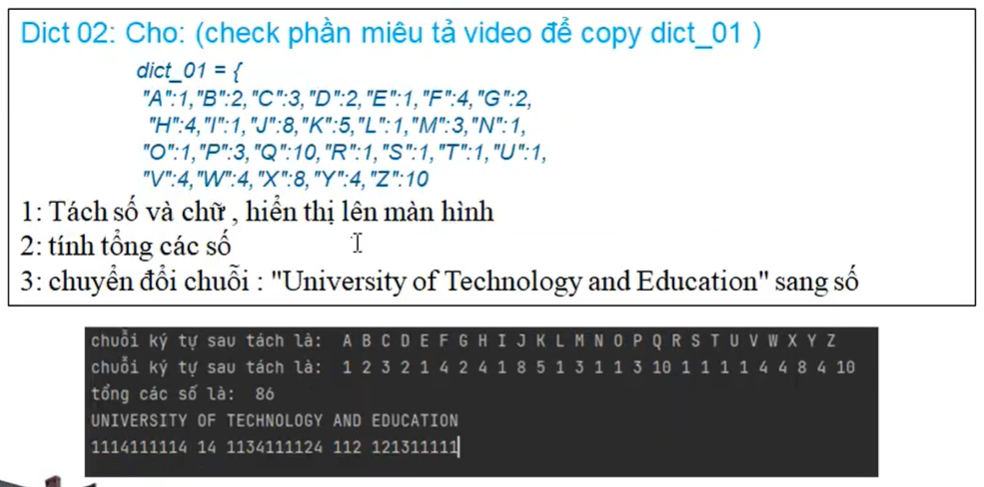 Dict 02: Cho: (check phần miêu tả video để copy dict_01 )
dict_01 = {
"A":1,"B":2,"C":3,"D":2,"E":1,"F":4,"G":2,
"H":4,"I":1,"J":8,"K":5,"L":1,"M":3,"N":1,
"O":1,"P":3,"Q":10,"R":1,"S":1,"T":1,"U":1,
"V":4,"W":4,"X":8,"Y":4,"Z":10
1: Tách số và chữ , hiển thị lên màn hình
2: tính tổng các số
3: chuyển đổi chuỗi : "University of Technology and Education" sang số
chuỗi ký tự sau tách là:  A B C D E F G H I J K L M N O P Q R S T U V W X Y Z
chuỗi ký tự sau tách là:  1 2 3 2 1 4 2 4 1 8 5 1 3 1 1 3 10 1 1 1 1 4 4 8 4 10
tổng các số là:  86
UNIVERSITY OF TECHNOLOGY AND EDUCATION
1114111114 14 1134111124 112 121311111